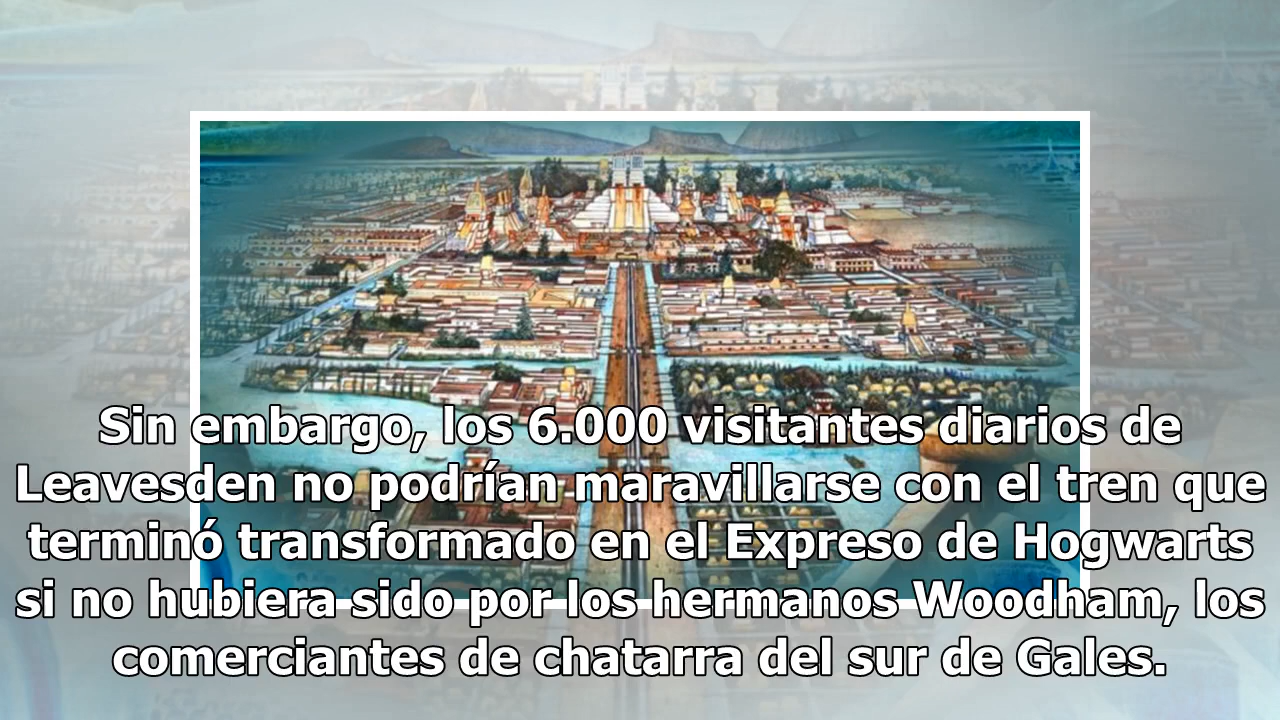 Sin embargo, los 6.000 visitantes diarios de
Leavesden no podrían maravillarse con el tren que
terminó transformado en el Expreso de Hogwarts
si no hubiera sido por los hermanos Woodham, los
comerciantes de chatarra del sur de Gales.